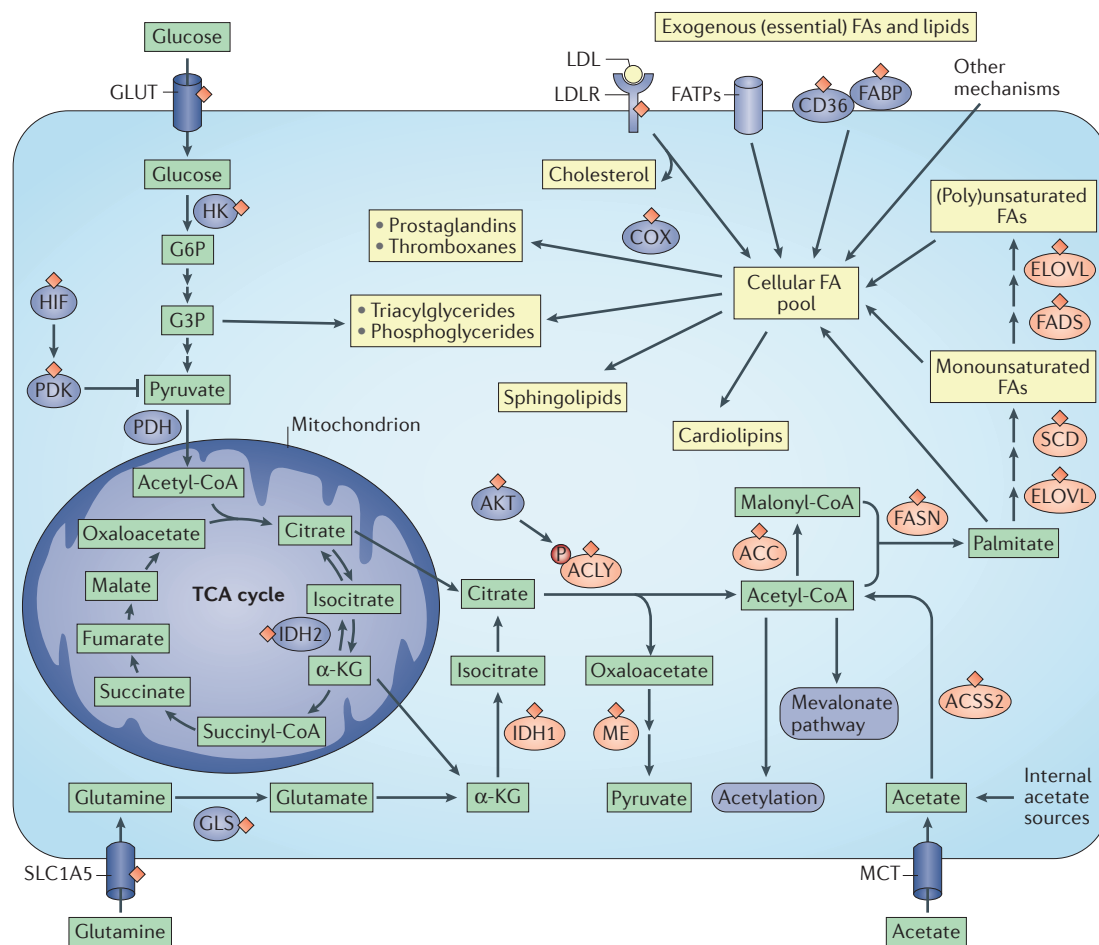 Glucose
GLUT
Glucose
HK
G6P
G3P
HIF
PDK
Pyruvate
PDH
Mitochondrion
Acetyl-CoA
Oxaloacetate
Citrate
Malate
TCA cycle
Isocitrate
Fumarate
IDH2
α-KG
Succinate
Succinyl-CoA
Glutamine
GLS
Glutamate
α-KG
SLC1A5
Glutamine
Exogenous (essential) FAs and lipids
LDL
LDLR
FATPs
CD36
FABP
Other
mechanisms
Cholesterol
COX
• Prostaglandins
• Thromboxanes
• Triacylglycerides
• Phosphoglycerides
Cellular FA
pool
Sphingolipids
Cardiolipins
(Poly)unsaturated
FAs
ELOVL
FADS
Monounsaturated
FAs
SCD
ELOVL
Palmitate
FASN
Malonyl-CoA
ACC
Acetyl-CoA
AKT
P
ACLY
Citrate
Isocitrate
IDH1
Oxaloacetate
ME
Pyruvate
Acetylation
Mevalonate
pathway
ACSS2
Acetate
Internal
acetate
sources
MCT
Acetate